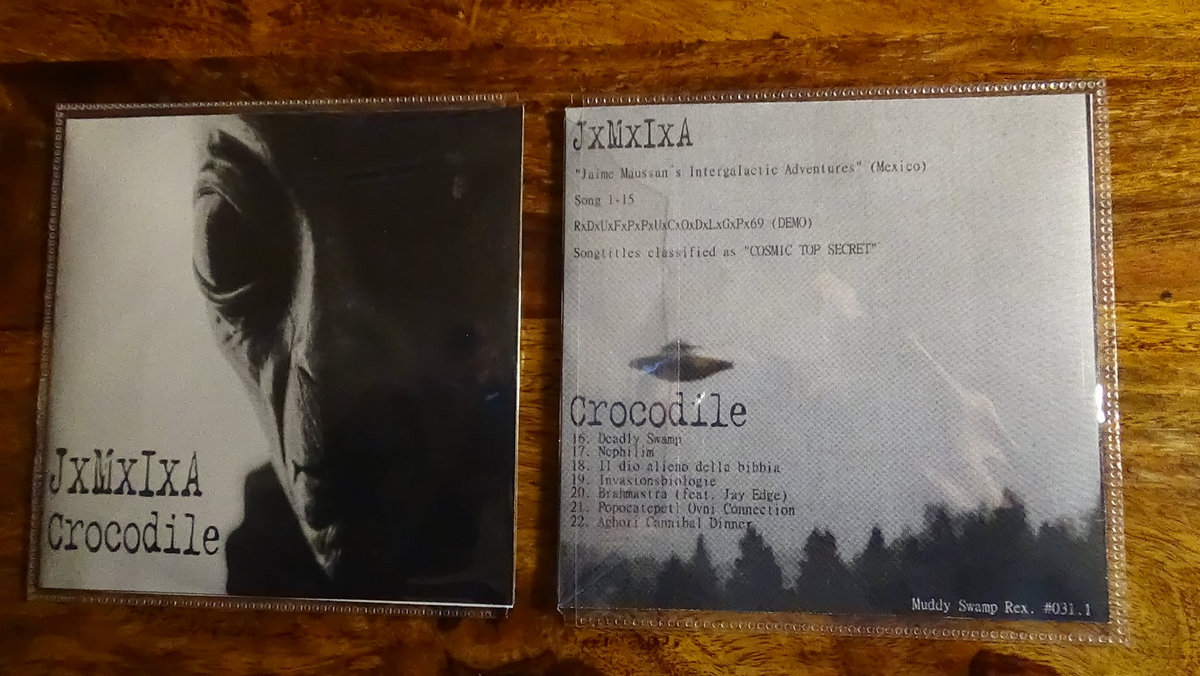 JxMxIxA
Crocodile
JxMxIxA
"Jaime Maussan´s Intergalactic Adventures" (Mexico)
Song 1-15
RxDxUxFxPxPxUxCxOxDxLxGxPx69 (DEMO)
Songtitles classified as "COSMIC TOP SECRET"
Crocodile
16. Deadly Swamp
17. Nephilim
18. Il dio alieno della bibbia
19. Invasionsbiologie
20. Brahmastra (feat. Jay Edge)
21. Popocatepetl Ovni Connection
22. Aghori Cannibal Dinner
Muddy Swamp Rex. #031.1